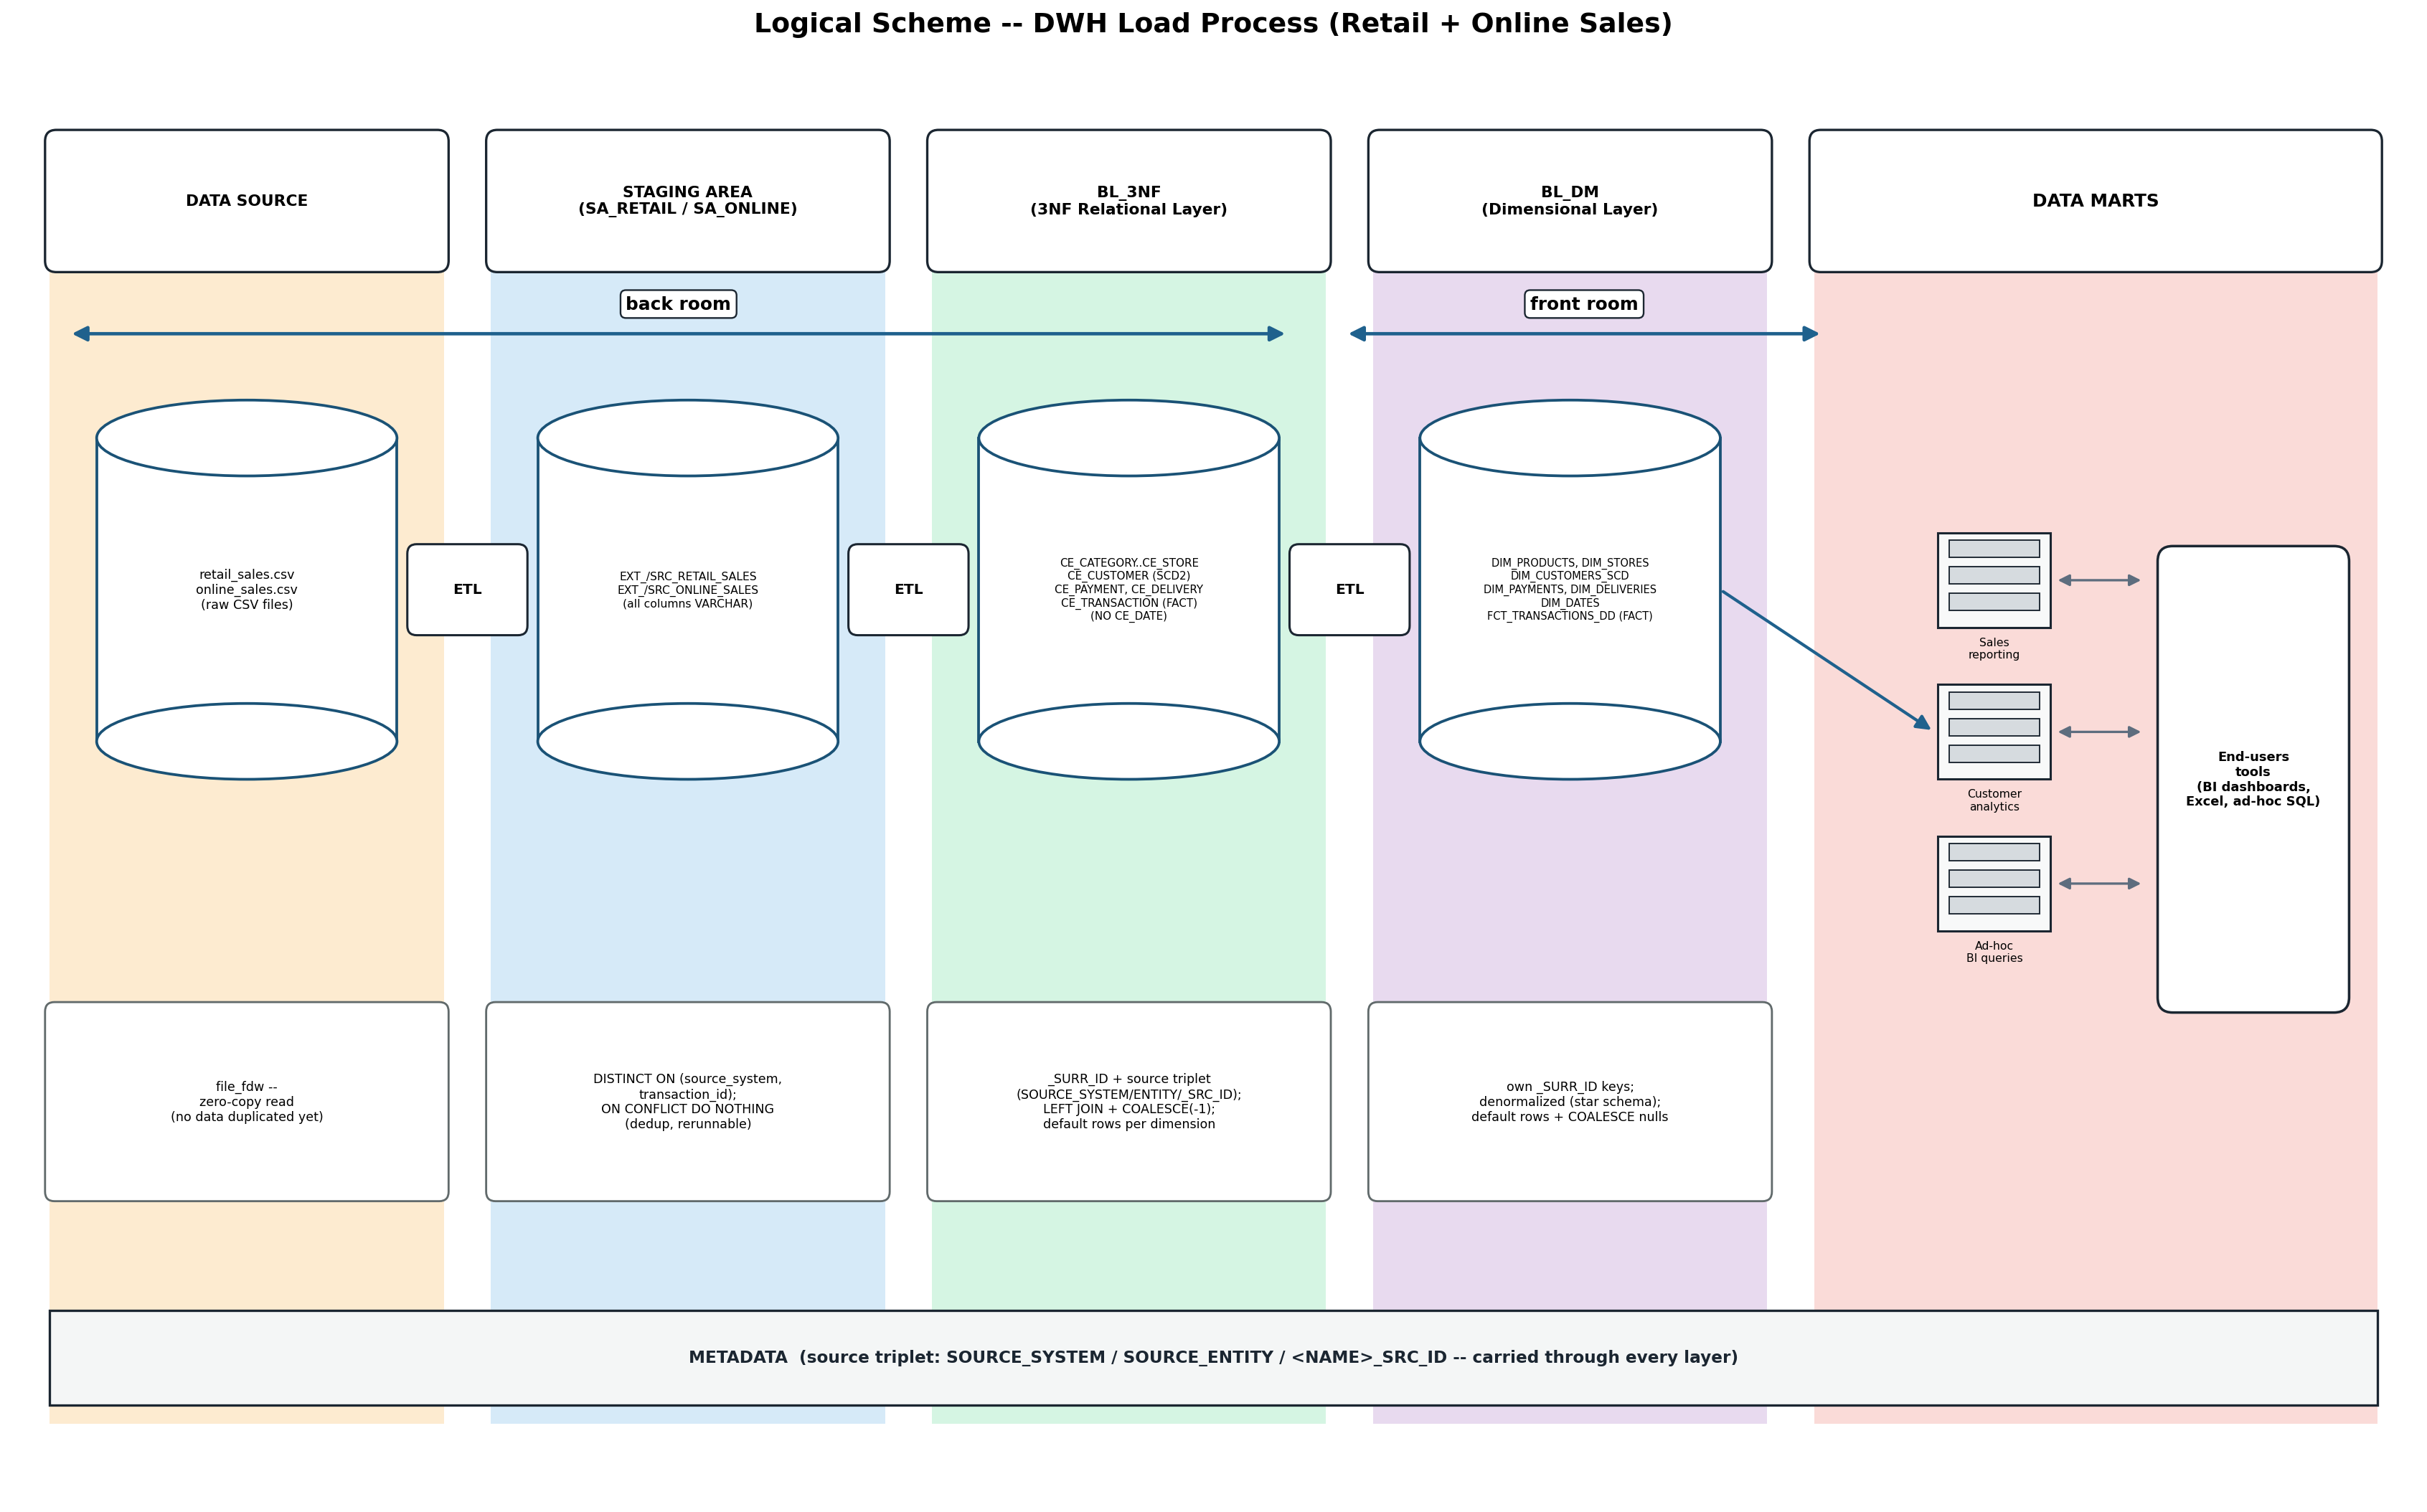 Logical Scheme -- DWH Load Process (Retail + Online Sales)
DATA SOURCE
STAGING AREA
(SA_RETAIL / SA_ONLINE)
BL_3NF
(3NF Relational Layer)
BL_DM
(Dimensional Layer)
DATA MARTS
back room
front room
retail_sales.csv
online_sales.csv
(raw CSV files)
ETL
EXT_/SRC_RETAIL_SALES
EXT_/SRC_ONLINE_SALES
(all columns VARCHAR)
ETL
CE_CATEGORY..CE_STORE
CE_CUSTOMER (SCD2)
CE_PAYMENT, CE_DELIVERY
CE_TRANSACTION (FACT)
(NO CE_DATE)
ETL
DIM_PRODUCTS, DIM_STORES
DIM_CUSTOMERS_SCD
DIM_PAYMENTS, DIM_DELIVERIES
DIM_DATES
FCT_TRANSACTIONS_DD (FACT)
Sales
reporting
Customer
analytics
Ad-hoc
BI queries
End-users
tools
(BI dashboards,
Excel, ad-hoc SQL)
file_fdw --
zero-copy read
(no data duplicated yet)
DISTINCT ON (source_system,
transaction_id);
ON CONFLICT DO NOTHING
(dedup, rerunnable)
_SURR_ID + source triplet
(SOURCE_SYSTEM/ENTITY/_SRC_ID);
LEFT JOIN + COALESCE(-1);
default rows per dimension
own _SURR_ID keys;
denormalized (star schema);
default rows + COALESCE nulls
METADATA  (source triplet: SOURCE_SYSTEM / SOURCE_ENTITY / <NAME>_SRC_ID -- carried through every layer)